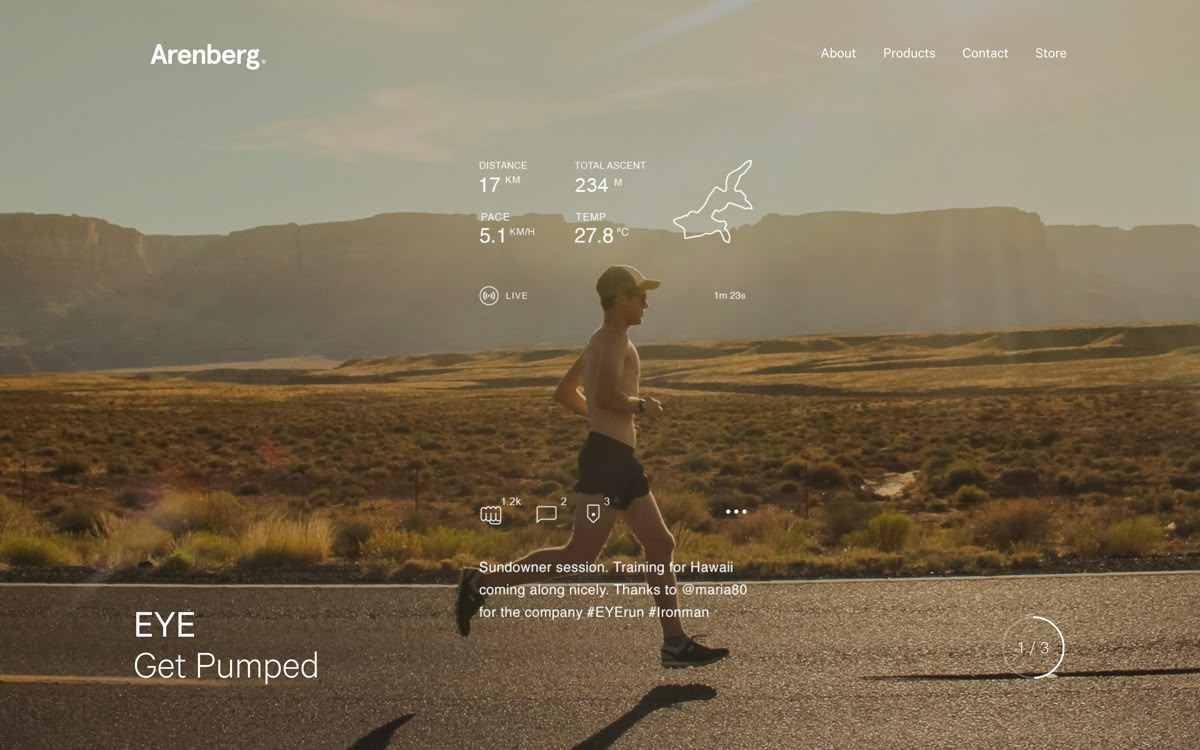 Arenberg
About Products Contact Store
DISTANCE TOTAL ASCENT
17 KM 234 M
PACE TEMP
5.1 KM/H 27.8 °C
LIVE 1m 23s
1.2k 2 3
Sundowner session. Training for Hawaii
coming along nicely. Thanks to @maria80
for the company #EYErun #Ironman
EYE
Get Pumped
1 / 3